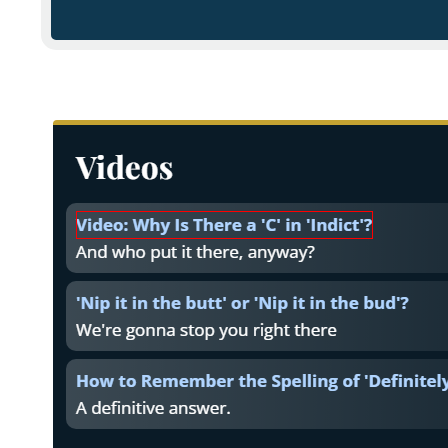 Videos
Video: Why Is There a 'C' in 'Indict'?
And who put it there, anyway?
'Nip it in the butt' or 'Nip it in the bud'?
We're gonna stop you right there
How to Remember the Spelling of 'Definitely
A definitive answer.